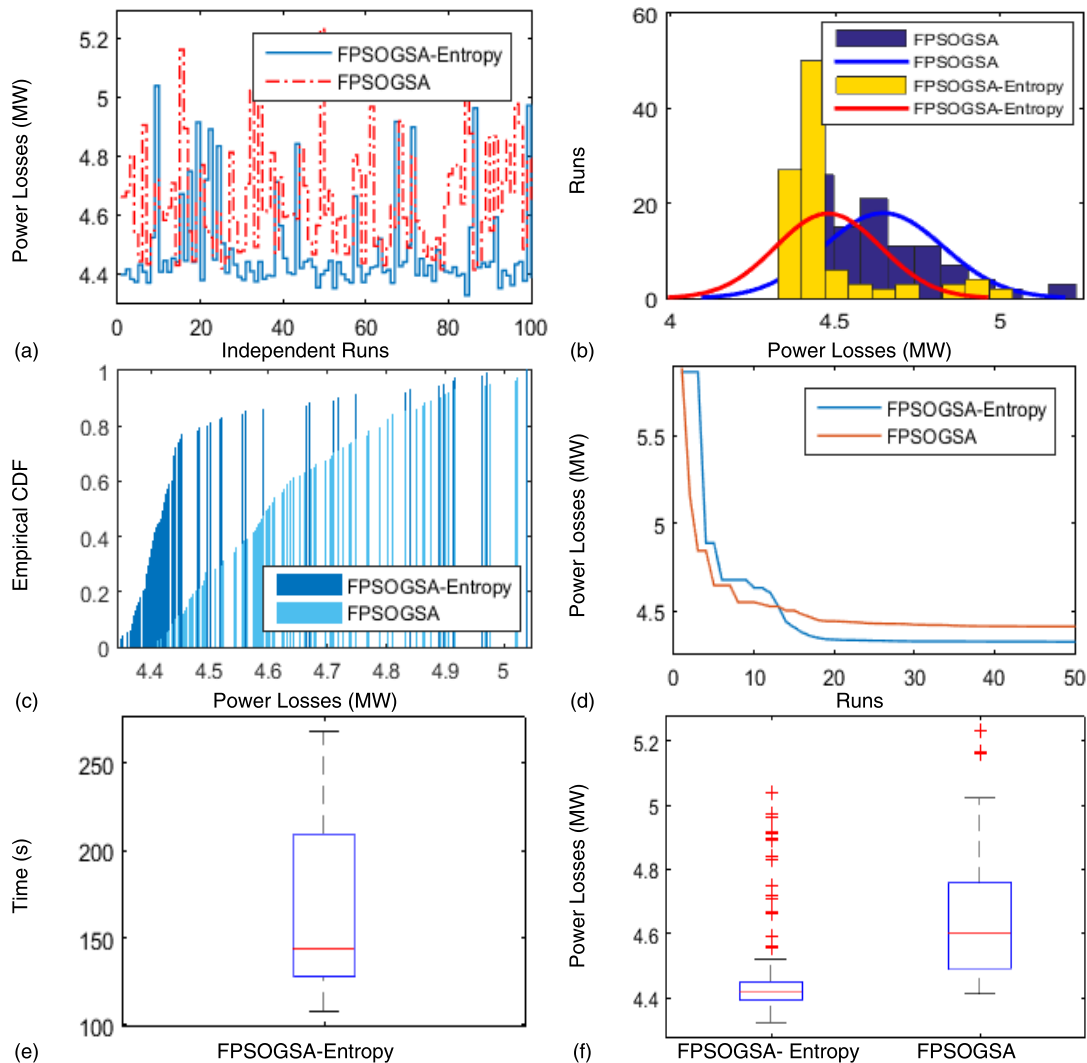 Power Losses (MW)
5.2
5
4.8
4.6
4.4
0
20
40
60
80
100
FPSOGSA-Entropy
FPSOGSA
(a)
Independent Runs
Runs
60
40
20
0
4
4.5
5
FPSOGSA
FPSOGSA
FPSOGSA-Entropy
FPSOGSA-Entropy
(b)
Power Losses (MW)
Empirical CDF
1
0.8
0.6
0.4
0.2
0
4.4
4.5
4.6
4.7
4.8
4.9
5
FPSOGSA-Entropy
FPSOGSA
(c)
Power Losses (MW)
Power Losses (MW)
5.5
5
4.5
0
10
20
30
40
50
FPSOGSA-Entropy
FPSOGSA
(d)
Runs
Time (s)
250
200
150
100
(e)
FPSOGSA-Entropy
Power Losses (MW)
5.2
5
4.8
4.6
4.4
(f)
FPSOGSA- Entropy
FPSOGSA